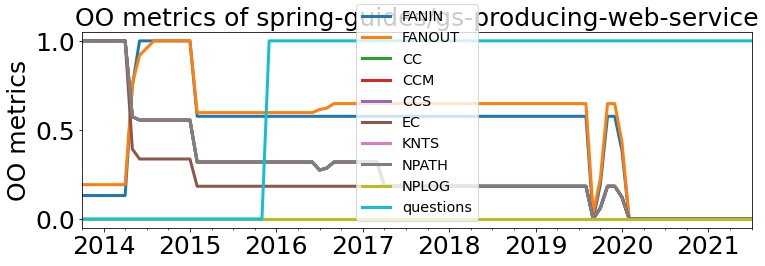 OO metrics of spring-guides/gs-producing-web-service
OO metrics
1.0
0.5
0.0
FANIN
FANOUT
CC
CCM
CCS
EC
KNTS
NPATH
NPLOG
questions
2014 2015 2016 2017 2018 2019 2020 2021